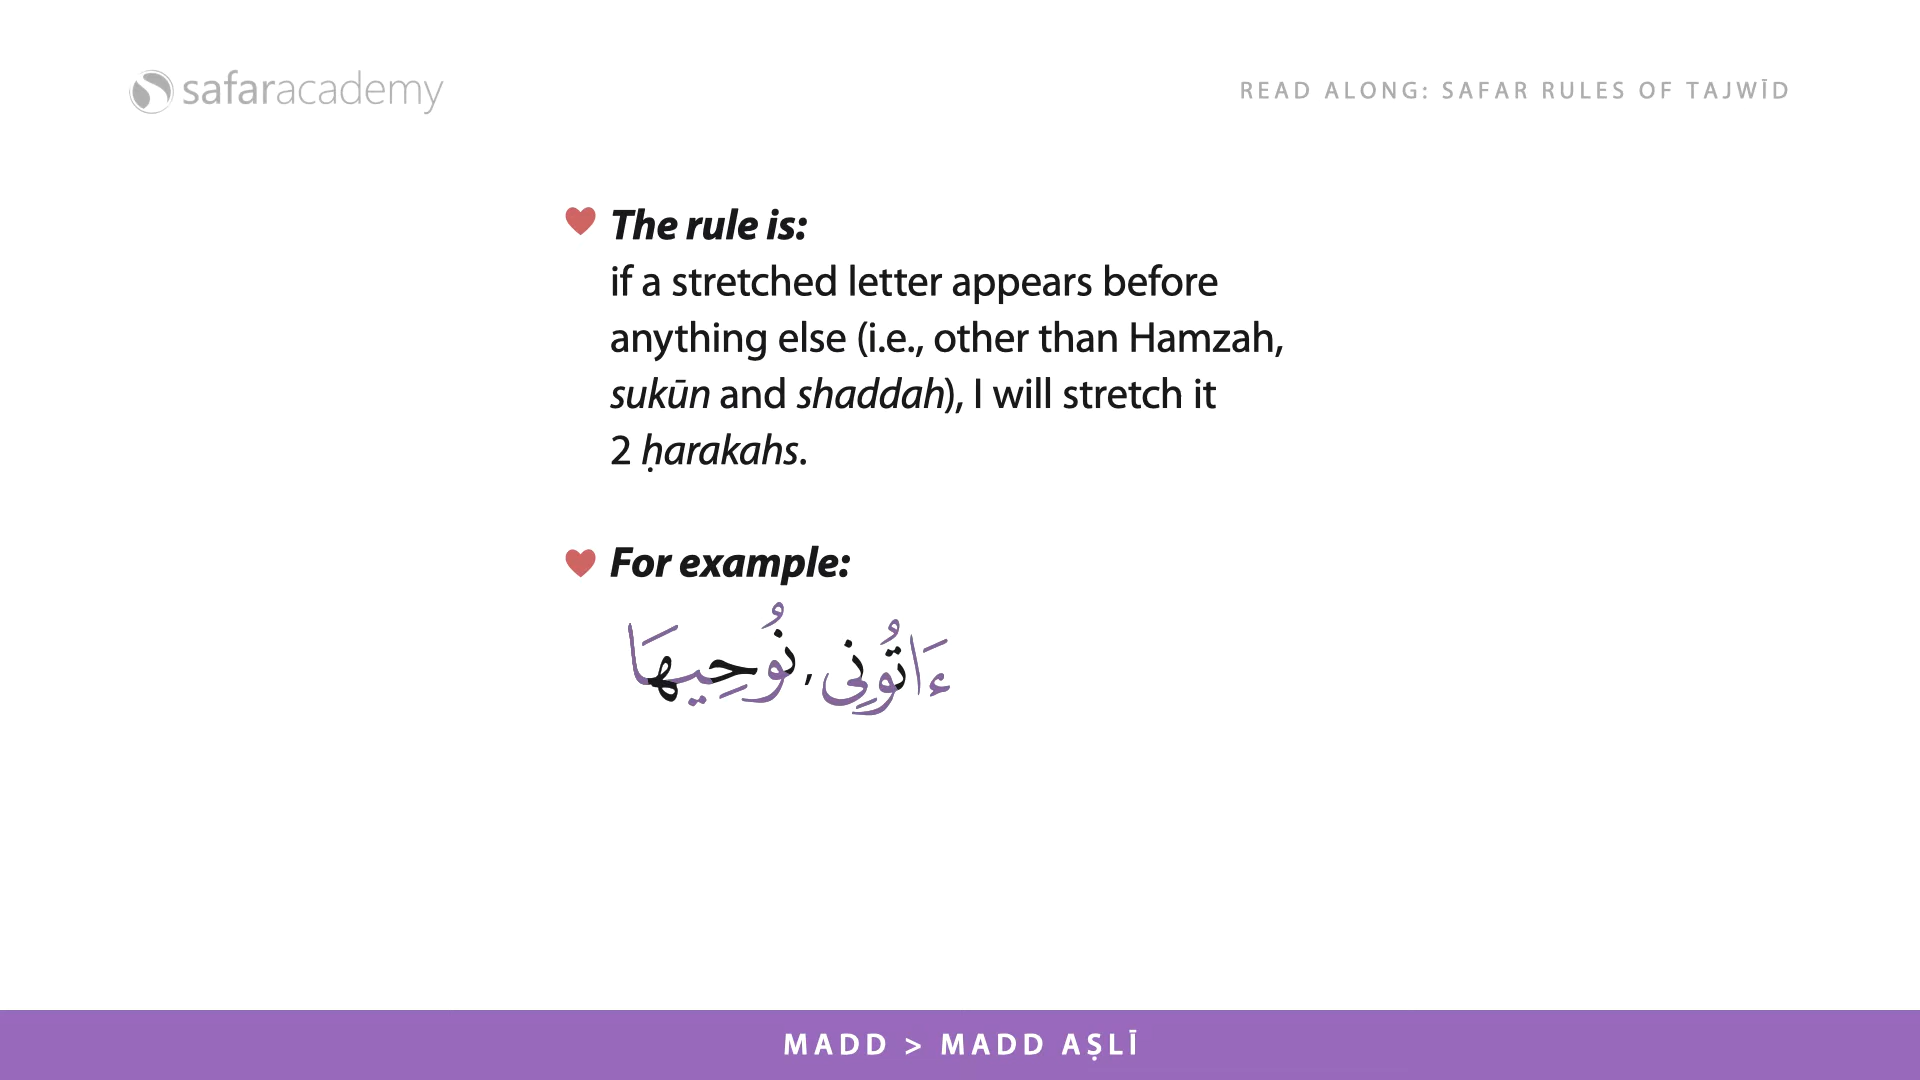 safaracademy
READ ALONG: SAFAR RULES OF TAJWĪD
The rule is:
if a stretched letter appears before
anything else (i.e., other than Hamzah,
sukūn and shaddah), I will stretch it
2 ḥarakahs.
For example:
ءَاتُونِى، نُوحِيهَا
MADD > MADD AṢLĪ